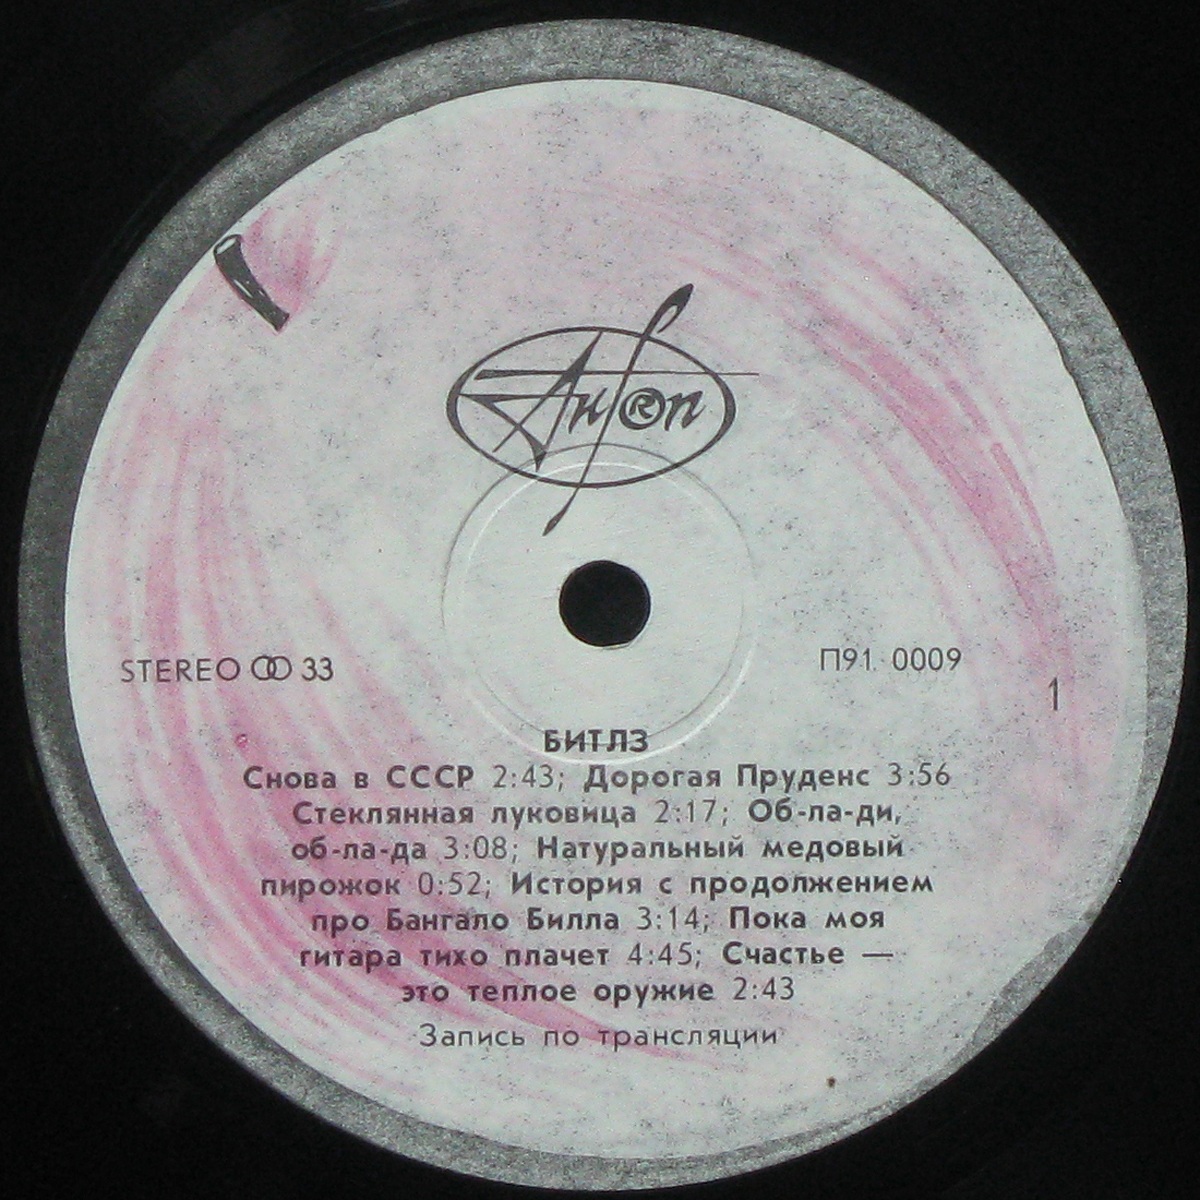 АнТ®оп
STEREO 33
П91 0009
1
БИТЛЗ
Снова в СССР 2:43; Дорогая Пруденс 3:56
Стеклянная луковица 2:17; Об-ла-ди,
об-ла-да 3:08; Натуральный медовый
пирожок 0:52; История с продолжением
про Бангало Билла 3:14; Пока моя
гитара тихо плачет 4:45; Счастье —
это теплое оружие 2:43
Запись по трансляции